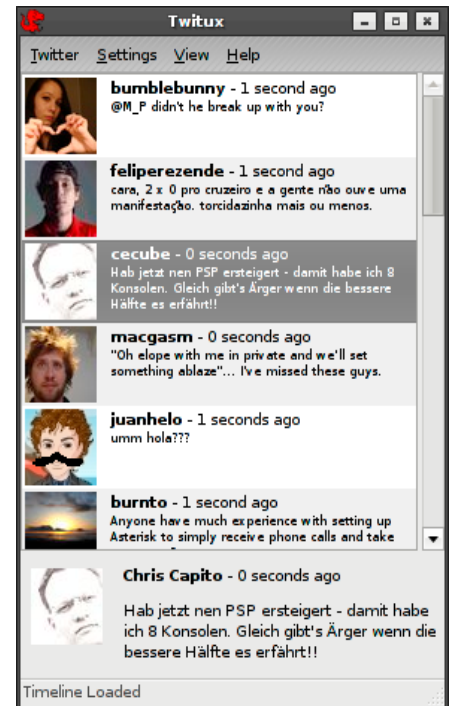 Twitux
Twitter Settings View Help
bumblebunny - 1 second ago
@M_P didn't he break up with you?
feliperezende - 1 second ago
cara, 2 x 0 pro cruzeiro e a gente não ouve uma
manifestação. torcidazinha mais ou menos.
cecube - 0 seconds ago
Hab jetzt nen PSP ersteigert - damit habe ich 8
Konsolen. Gleich gibt's Ärger wenn die bessere
Hälfte es erfährt!!
macgasm - 0 seconds ago
"Oh elope with me in private and we'll set
something ablaze"... I've missed these guys.
juanhelo - 1 second ago
umm hola???
burnto - 1 second ago
Anyone have much experience with setting up
Asterisk to simply receive phone calls and take
Chris Capito - 0 seconds ago
Hab jetzt nen PSP ersteigert - damit habe
ich 8 Konsolen. Gleich gibt's Ärger wenn die
bessere Hälfte es erfährt!!
Timeline Loaded